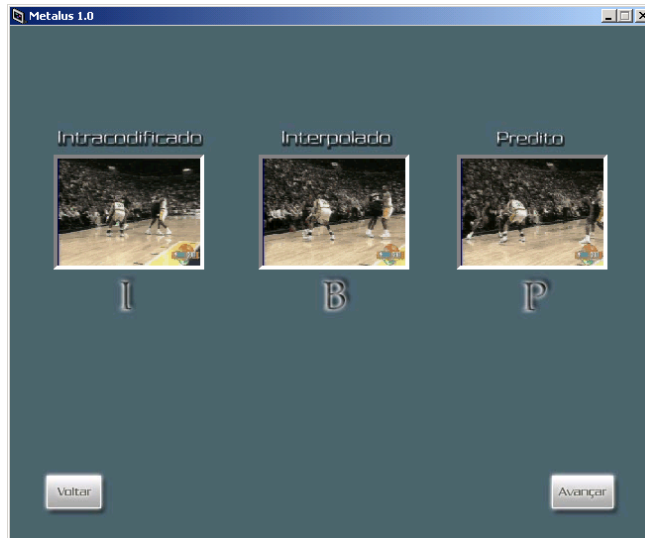 Metalus 1.0
Intracodificado
Interpolado
Predito
I
B
P
Voltar
Avançar